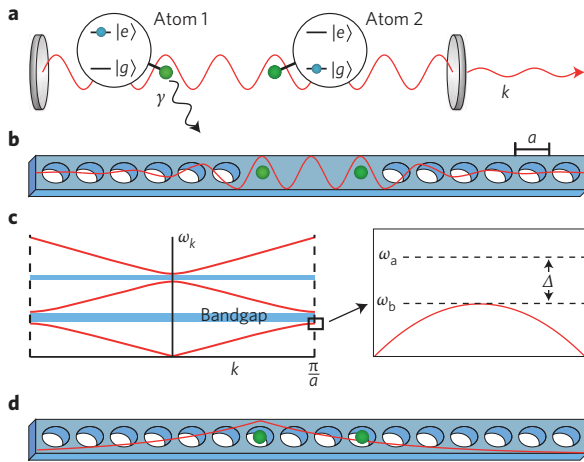 a
Atom 1
Atom 2
|e⟩
|g⟩
|e⟩
|g⟩
γ
k
b
a
c
ω_k
Bandgap
k
π/a
ω_a
Δ
ω_b
d